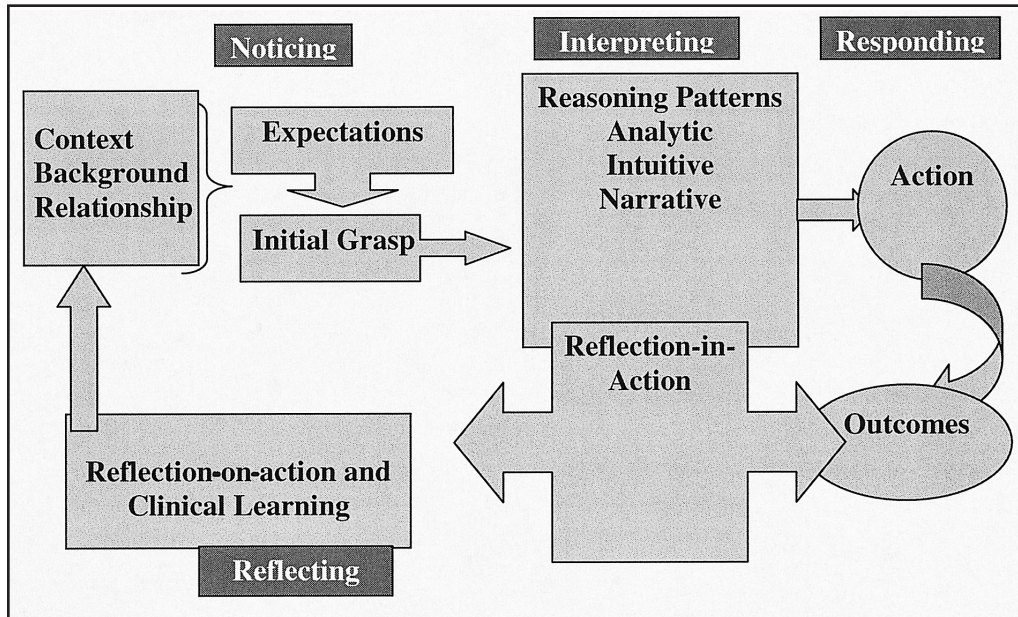 Noticing
Interpreting
Responding
Context
Background
Relationship
Expectations
Initial Grasp
Reasoning Patterns
Analytic
Intuitive
Narrative
Action
Reflection-in-
Action
Outcomes
Reflection-on-action and
Clinical Learning
Reflecting